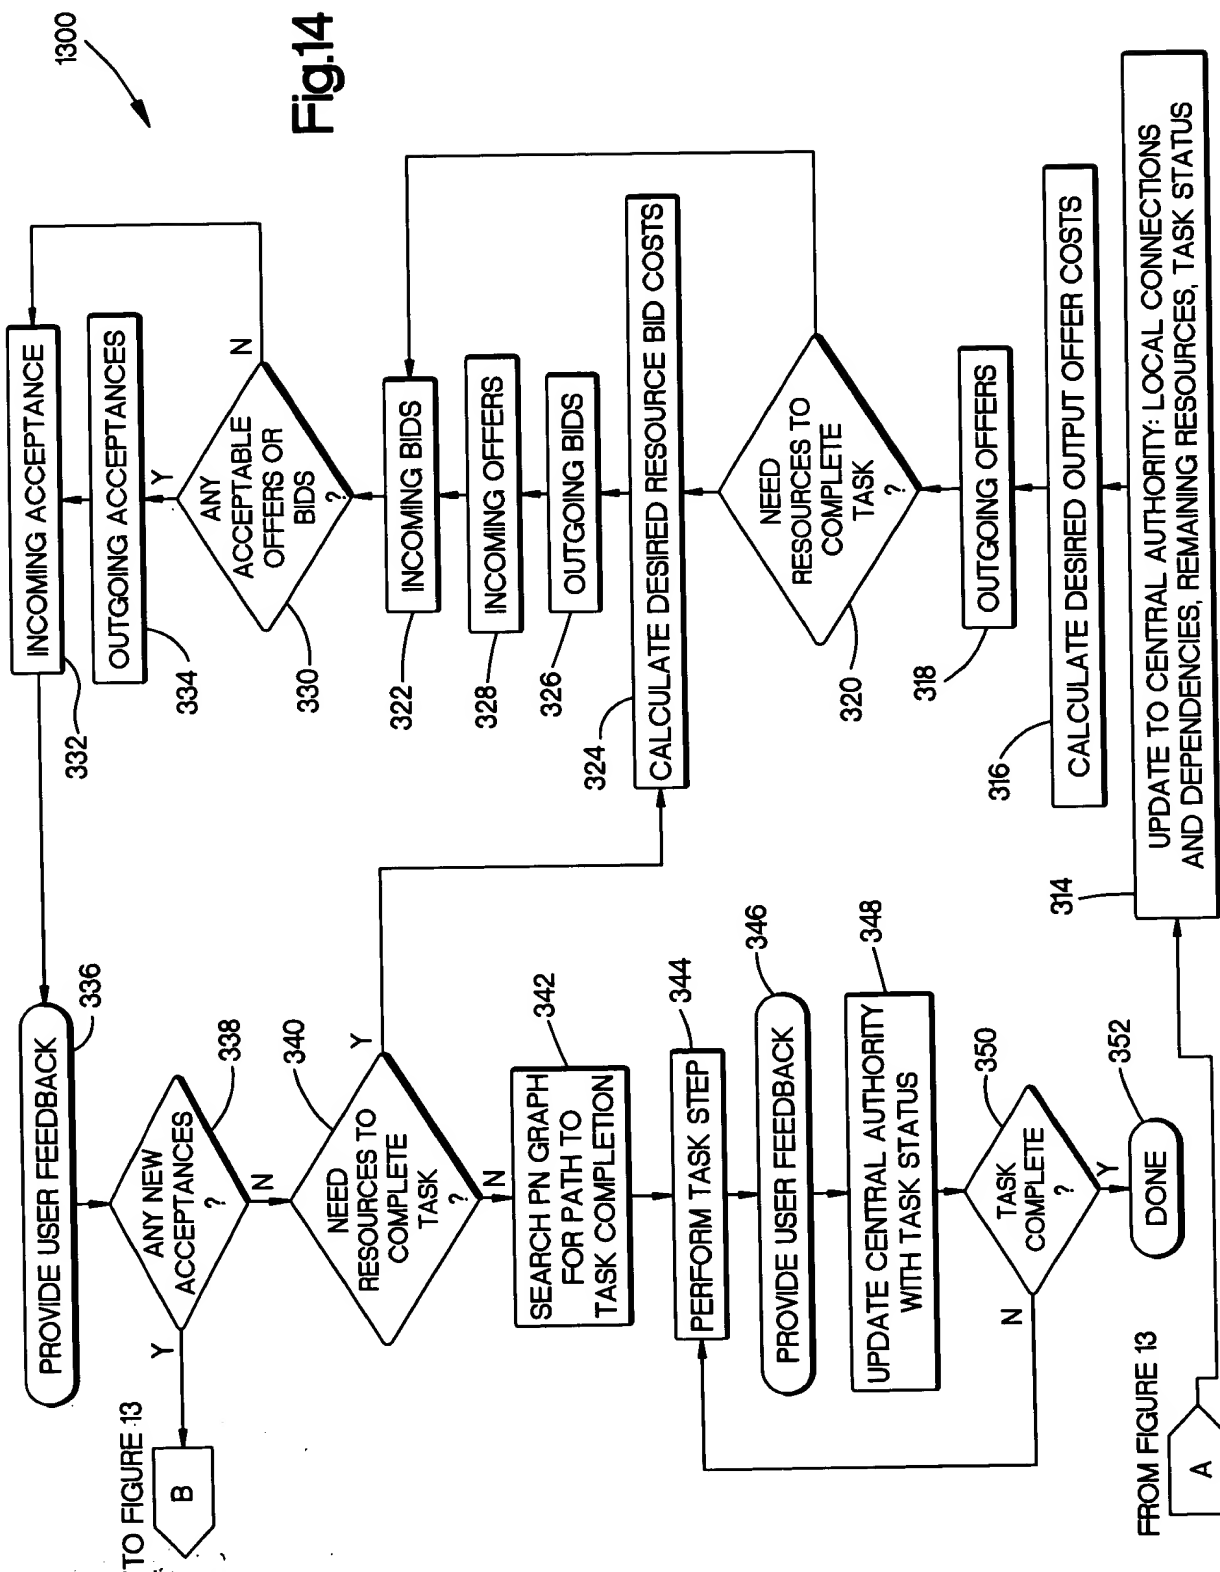 1300
Fig.14
FROM FIGURE 13
A
314
UPDATE TO CENTRAL AUTHORITY: LOCAL CONNECTIONS
AND DEPENDENCIES, REMAINING RESOURCES, TASK STATUS
316
CALCULATE DESIRED OUTPUT OFFER COSTS
318
OUTGOING OFFERS
320
NEED
RESOURCES TO
COMPLETE
TASK
?
324
CALCULATE DESIRED RESOURCE BID COSTS
326
OUTGOING BIDS
328
INCOMING OFFERS
322
INCOMING BIDS
330
ANY
ACCEPTABLE
OFFERS OR
BIDS
?
N
Y
334
OUTGOING ACCEPTANCES
332
INCOMING ACCEPTANCE
336
PROVIDE USER FEEDBACK
338
ANY NEW
ACCEPTANCES
?
Y
TO FIGURE 13
B
N
340
NEED
RESOURCES TO
COMPLETE
TASK
?
Y
N
342
SEARCH PN GRAPH
FOR PATH TO
TASK COMPLETION
344
PERFORM TASK STEP
346
PROVIDE USER FEEDBACK
348
UPDATE CENTRAL AUTHORITY
WITH TASK STATUS
350
TASK
COMPLETE
?
N
Y
352
DONE